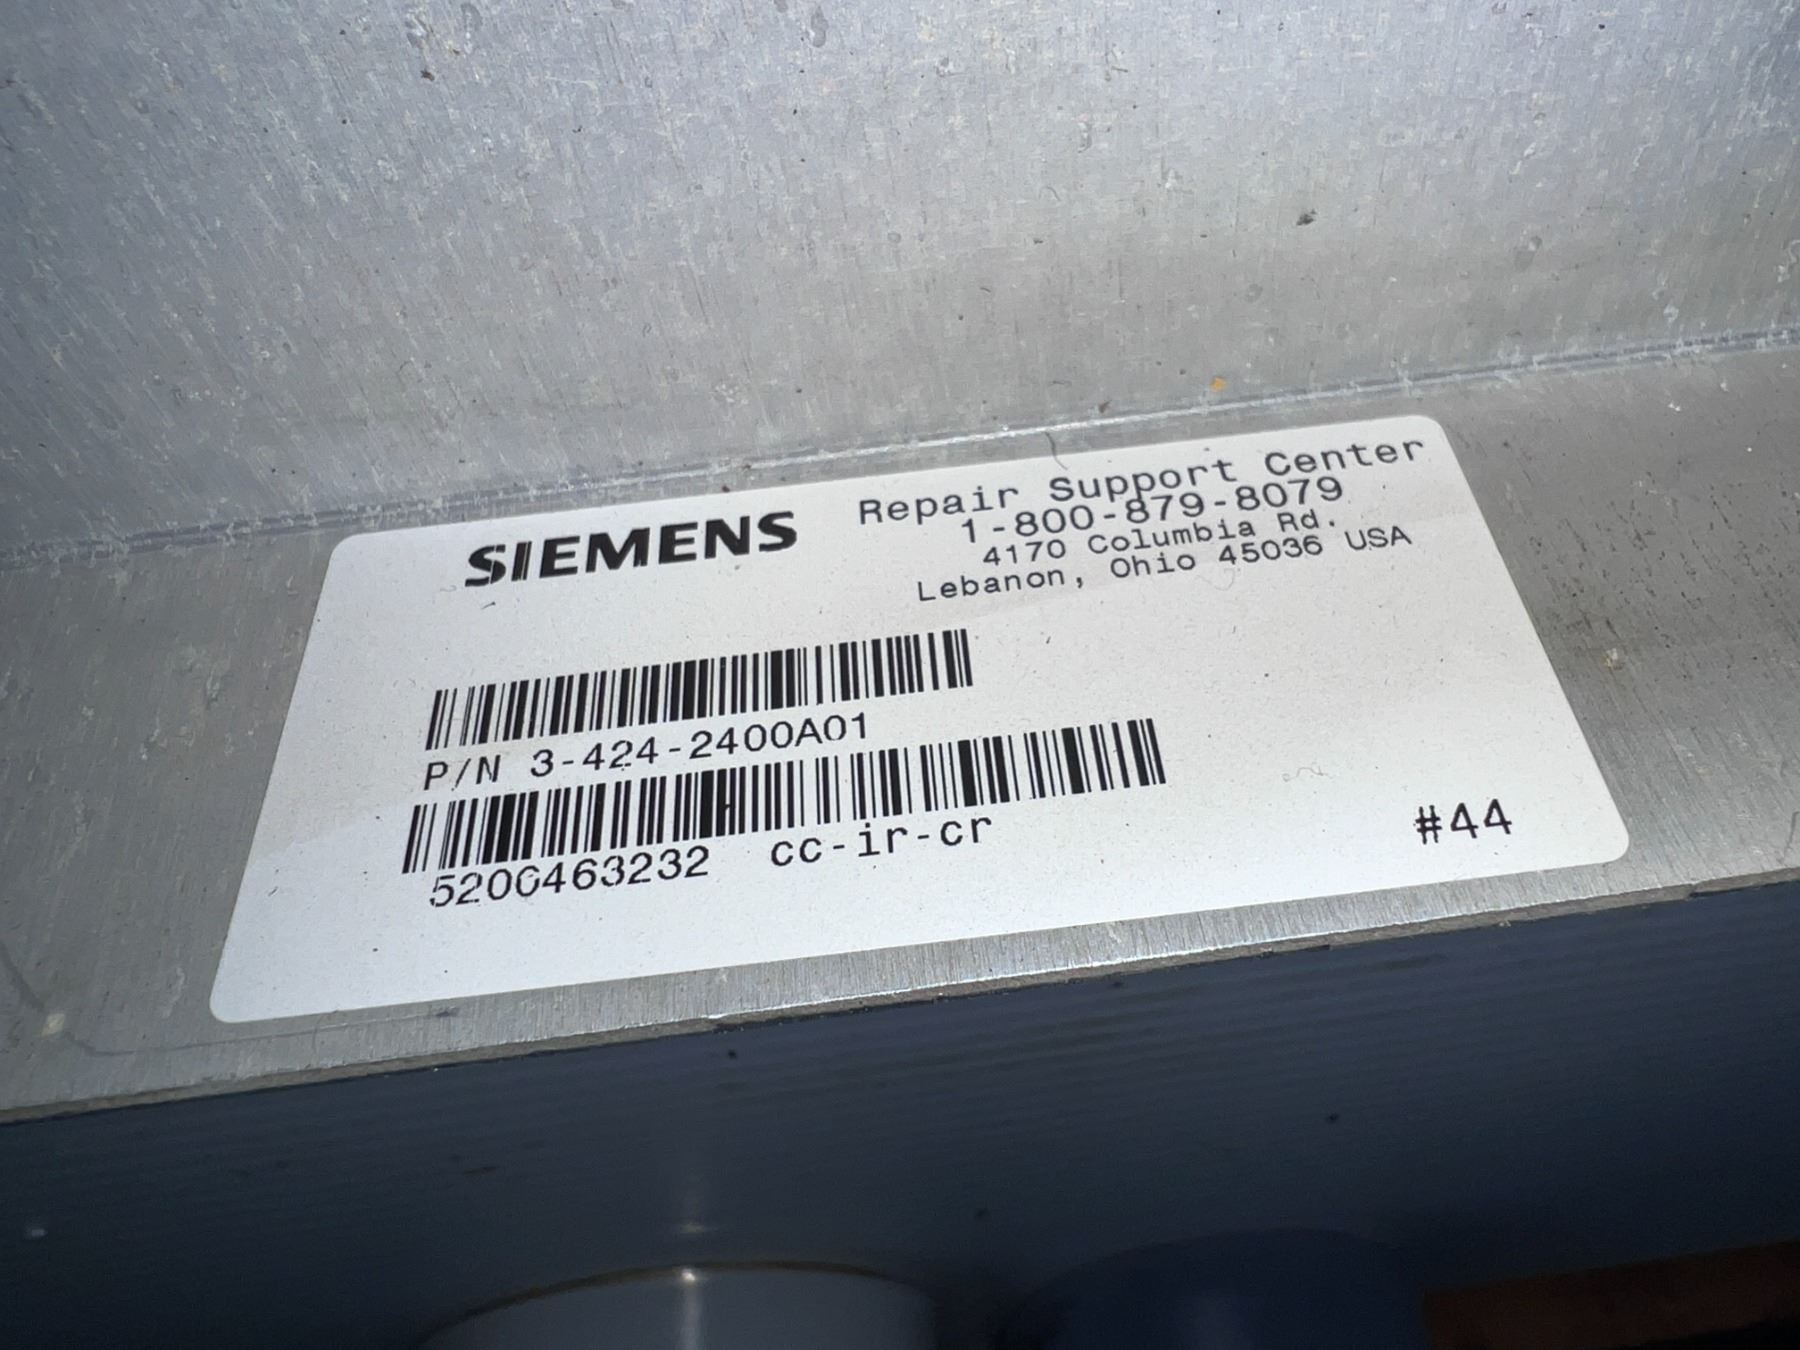 SIEMENS
Repair Support Center
1-800-879-8079
4170 Columbia Rd.
Lebanon, Ohio 45036 USA
P/N 3-424-2400A01
5200463232 cc-ir-cr
#44